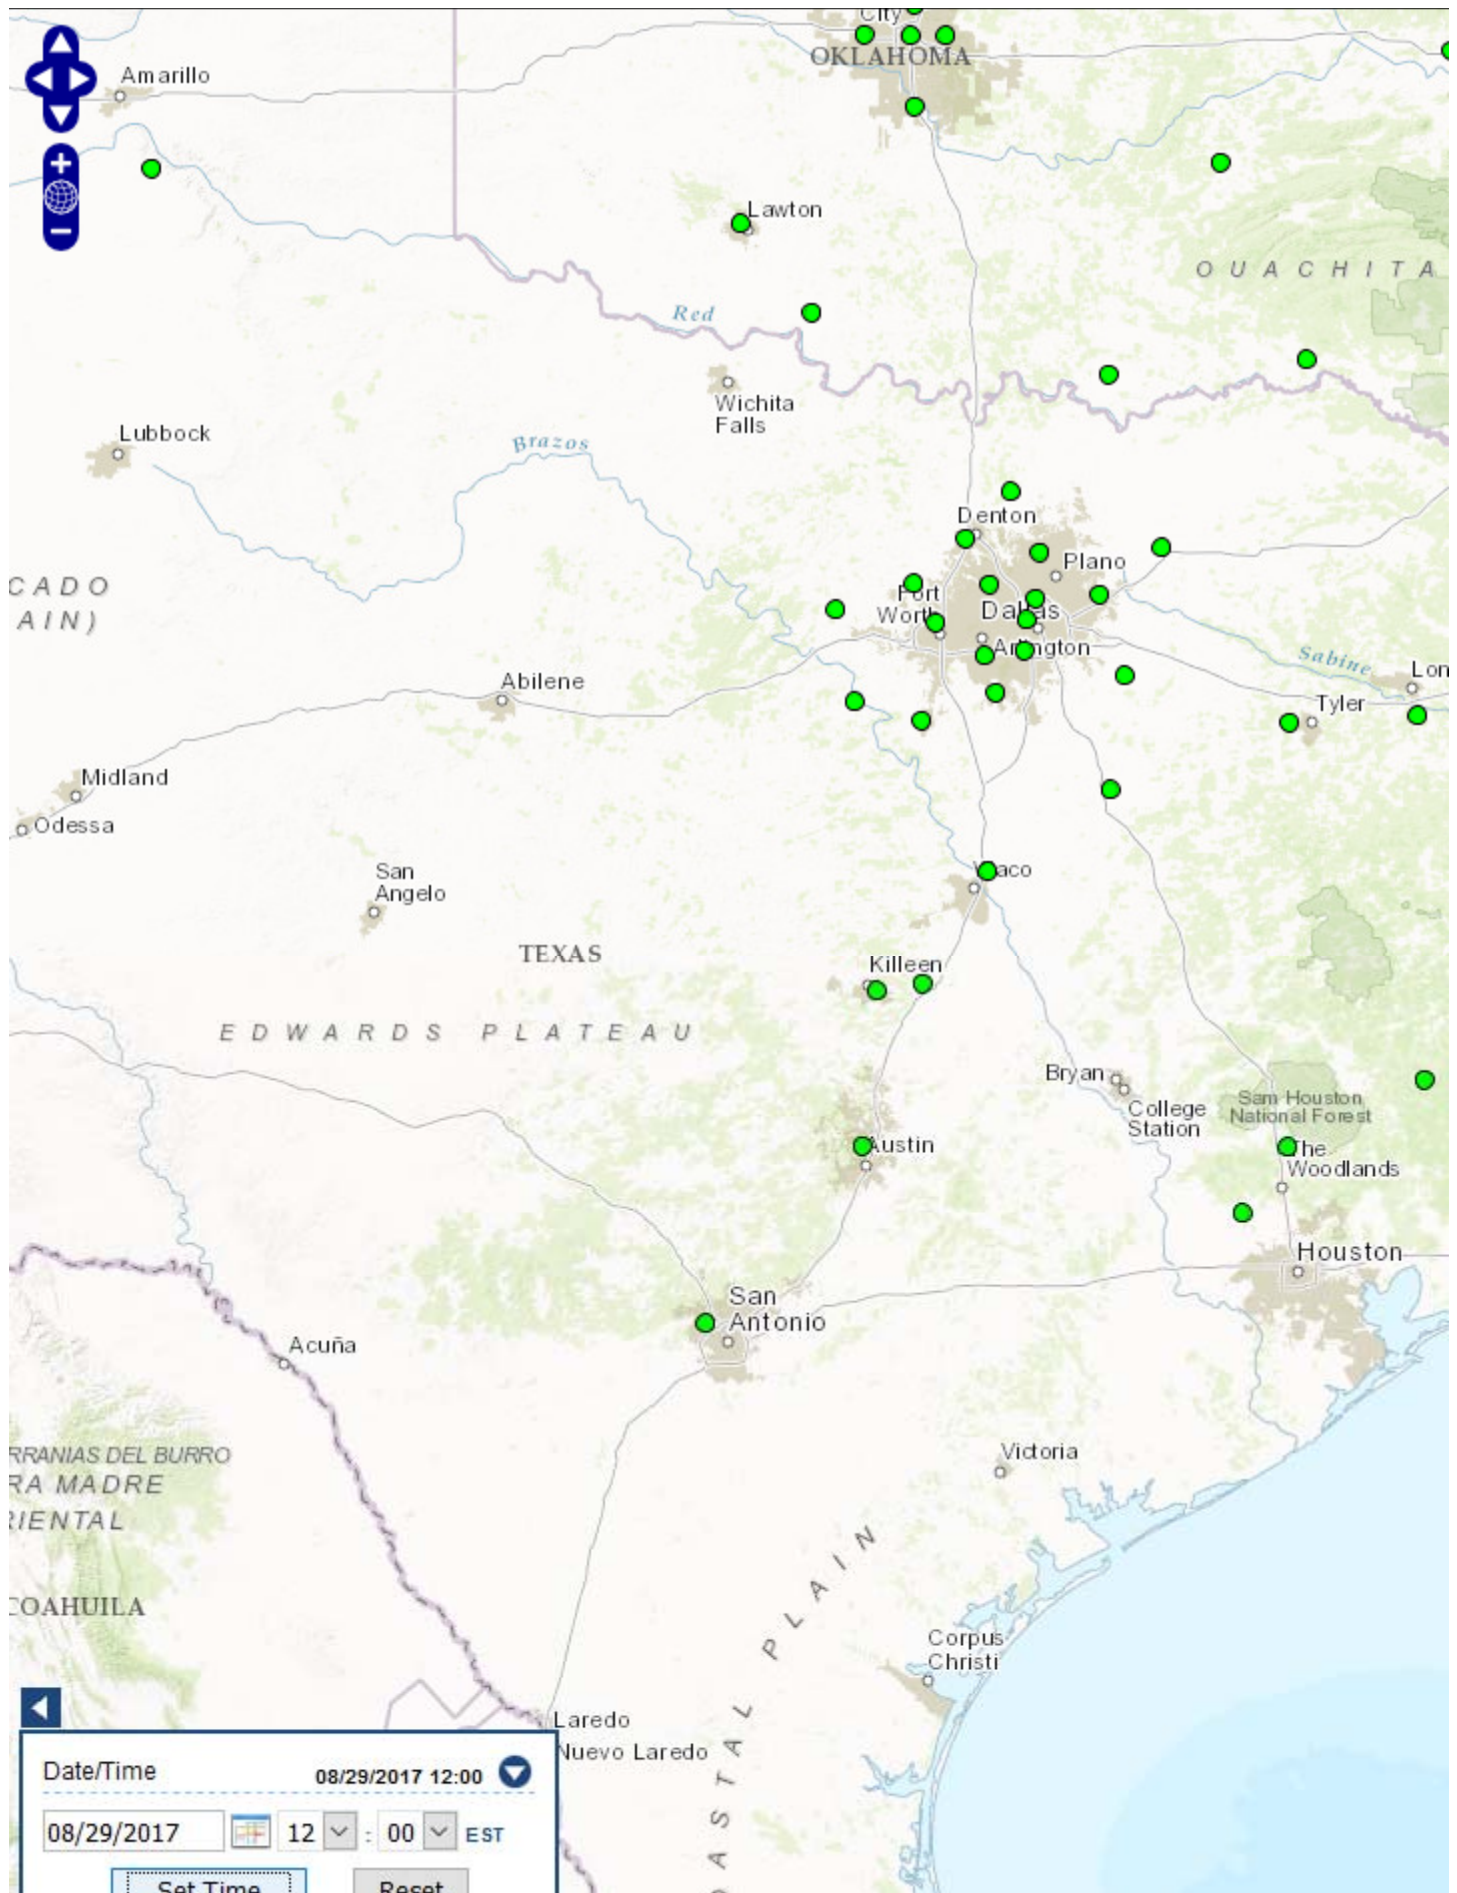 City
OKLAHOMA
Amarillo
Lawton
OUACHITA
Red
Wichita
Falls
Lubbock
Brazos
Denton
Plano
CADO
AIN)
Fort
Worth
Dallas
Arlington
Sabine
Lon
Abilene
Tyler
Midland
Odessa
San
Angelo
Waco
TEXAS
Killeen
EDWARDS PLATEAU
Bryan
College
Station
Sam Houston
National Forest
Austin
The
Woodlands
Houston
San
Antonio
Acuña
RRANIAS DEL BURRO
RA MADRE
RIENTAL
Victoria
COAHUILA
PLAIN
Corpus
Christi
Laredo
Nuevo Laredo
OASTAL
Date/Time 08/29/2017 12:00
08/29/2017 12 : 00 EST
Set Time Reset